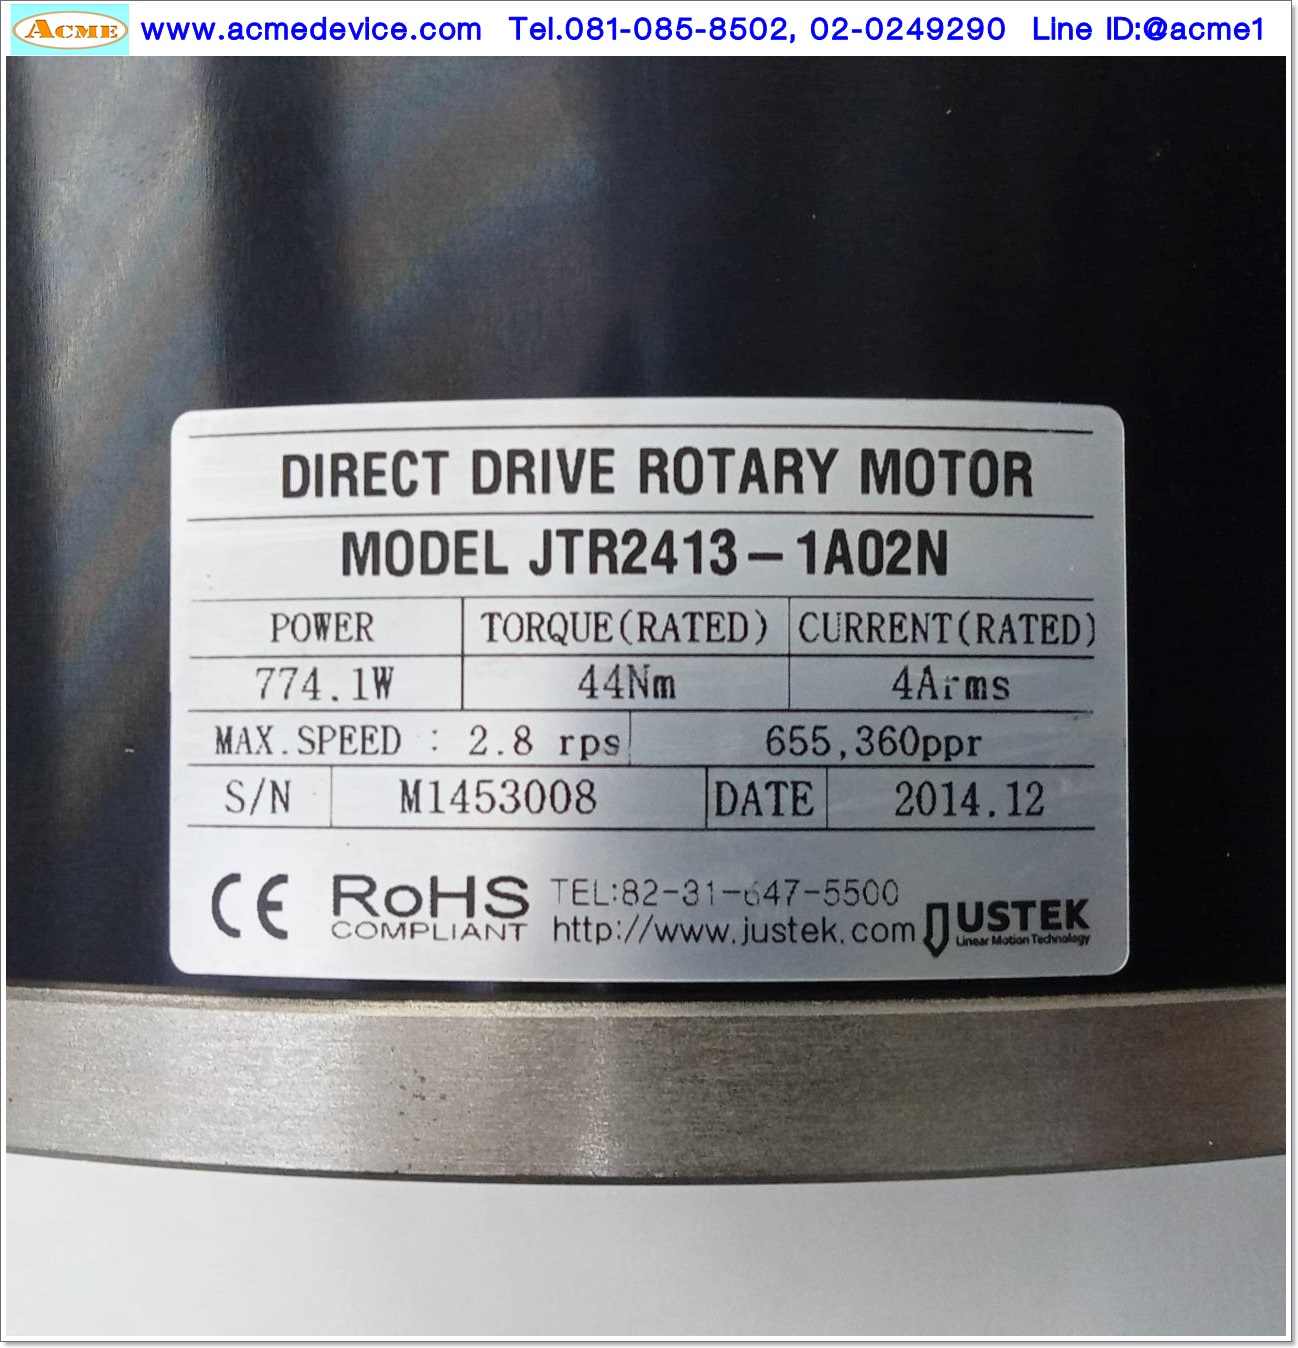 ACME www.acmedevice.com Tel.081-085-8502, 02-0249290 Line ID:@acme1
DIRECT DRIVE ROTARY MOTOR
MODEL JTR2413-1A02N
POWER TORQUE(RATED) CURRENT(RATED)
774.1W 44Nm 4Arms
MAX.SPEED : 2.8 rps 655,360ppr
S/N M1453008 DATE 2014.12
CE RoHS TEL:82-31-647-5500
COMPLIANT http://www.justek.com JUSTEK
Linear Motion Technology